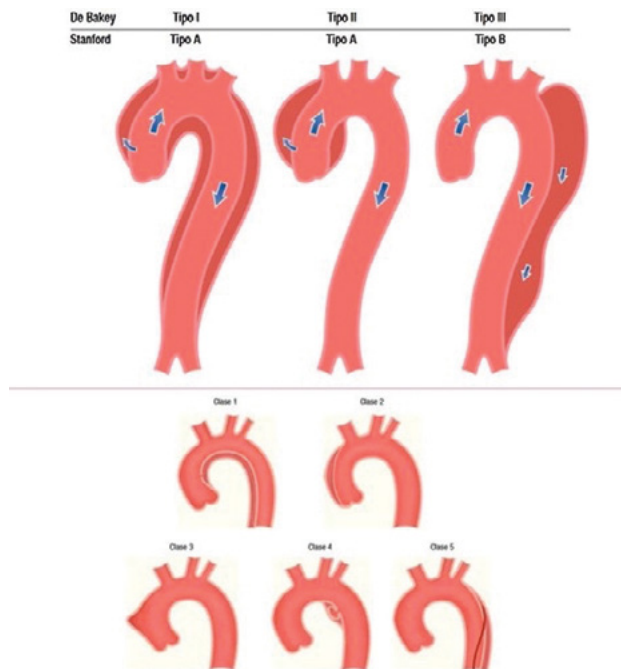 De Bakey Tipo I Tipo II Tipo III
Stanford Tipo A Tipo A Tipo B
Clase 1 Clase 2
Clase 3 Clase 4 Clase 5